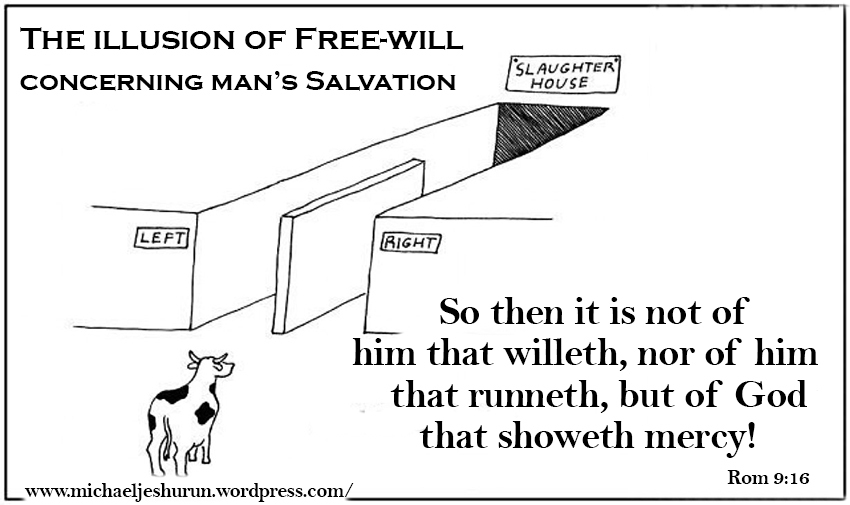 THE ILLUSION OF FREE-WILL
CONCERNING MAN'S SALVATION
"SLAUGHTER"
HOUSE
LEFT
RIGHT
So then it is not of
him that willeth, nor of him
that runneth, but of God
that showeth mercy!
Rom 9:16
www.michaeljeshurun.wordpress.com/